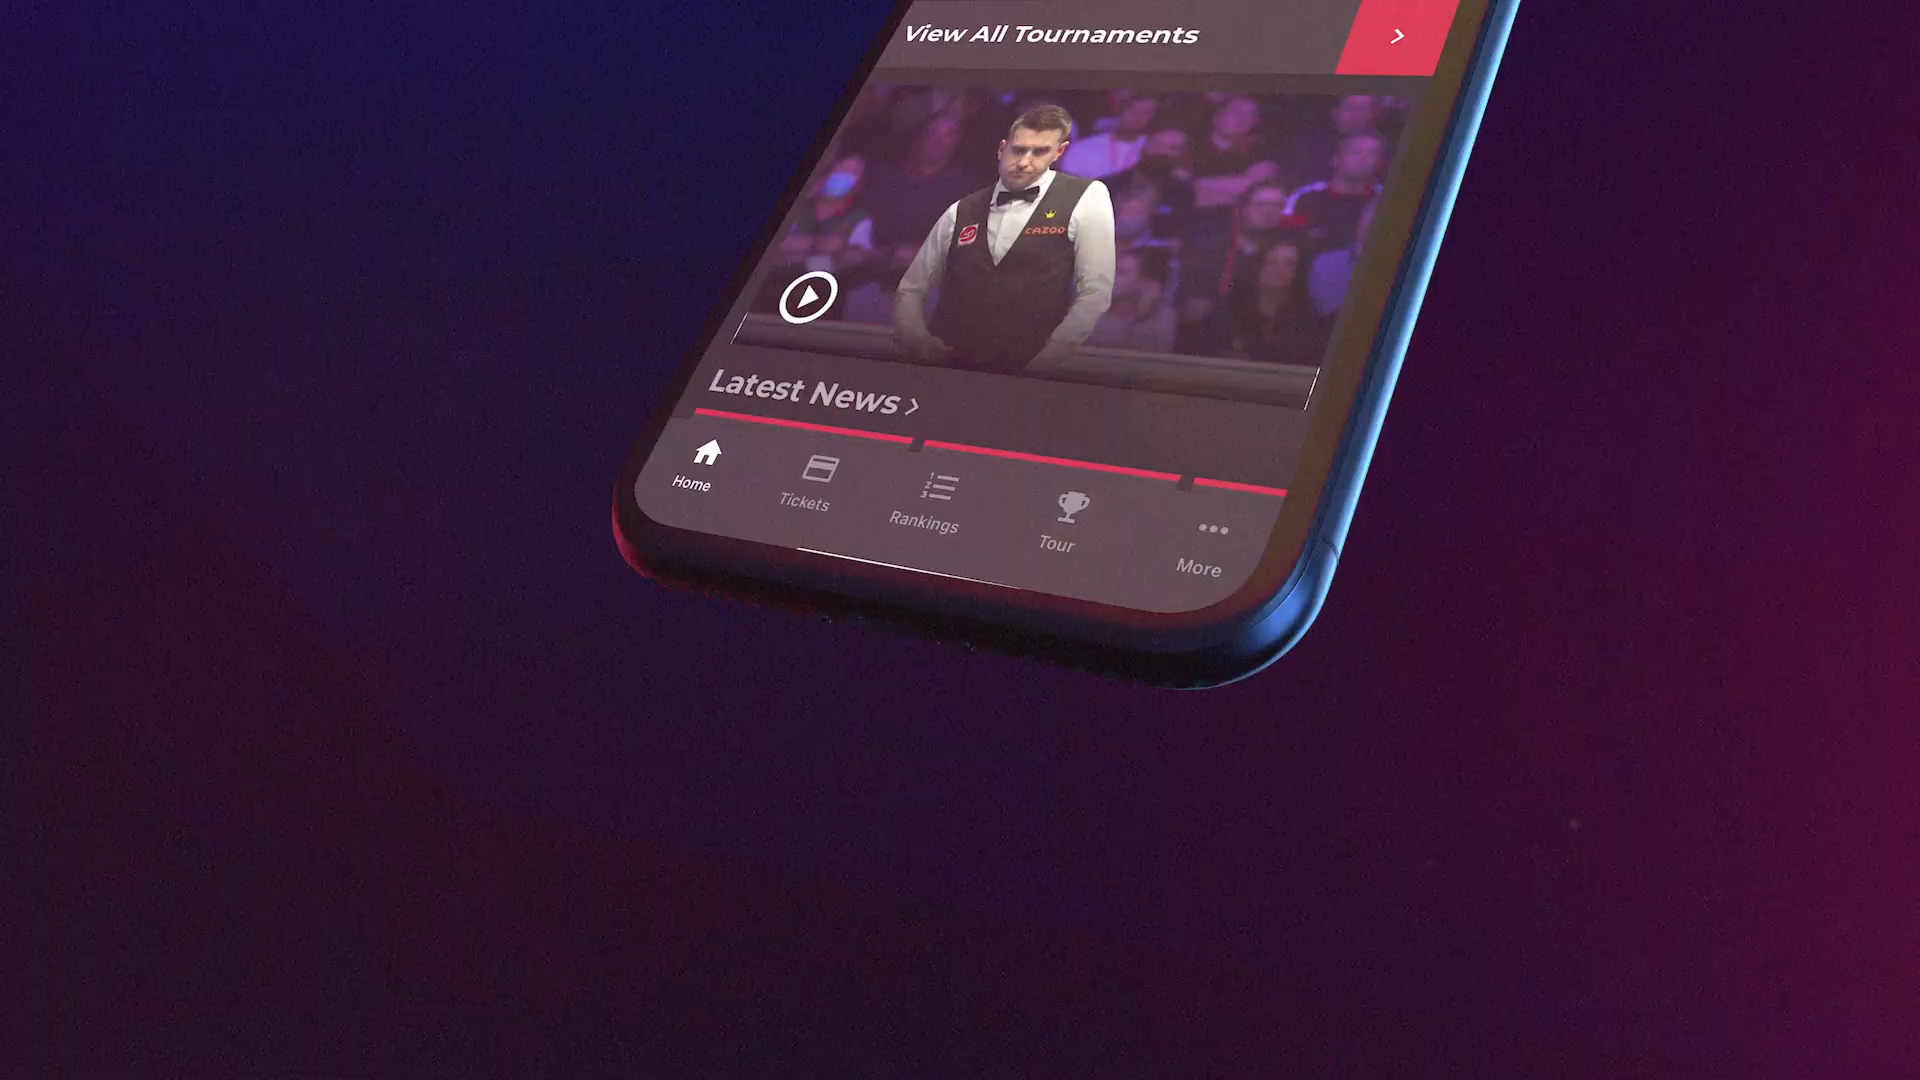 View All Tournaments
CAZOO
Latest News
Home
Tickets
Rankings
Tour
More